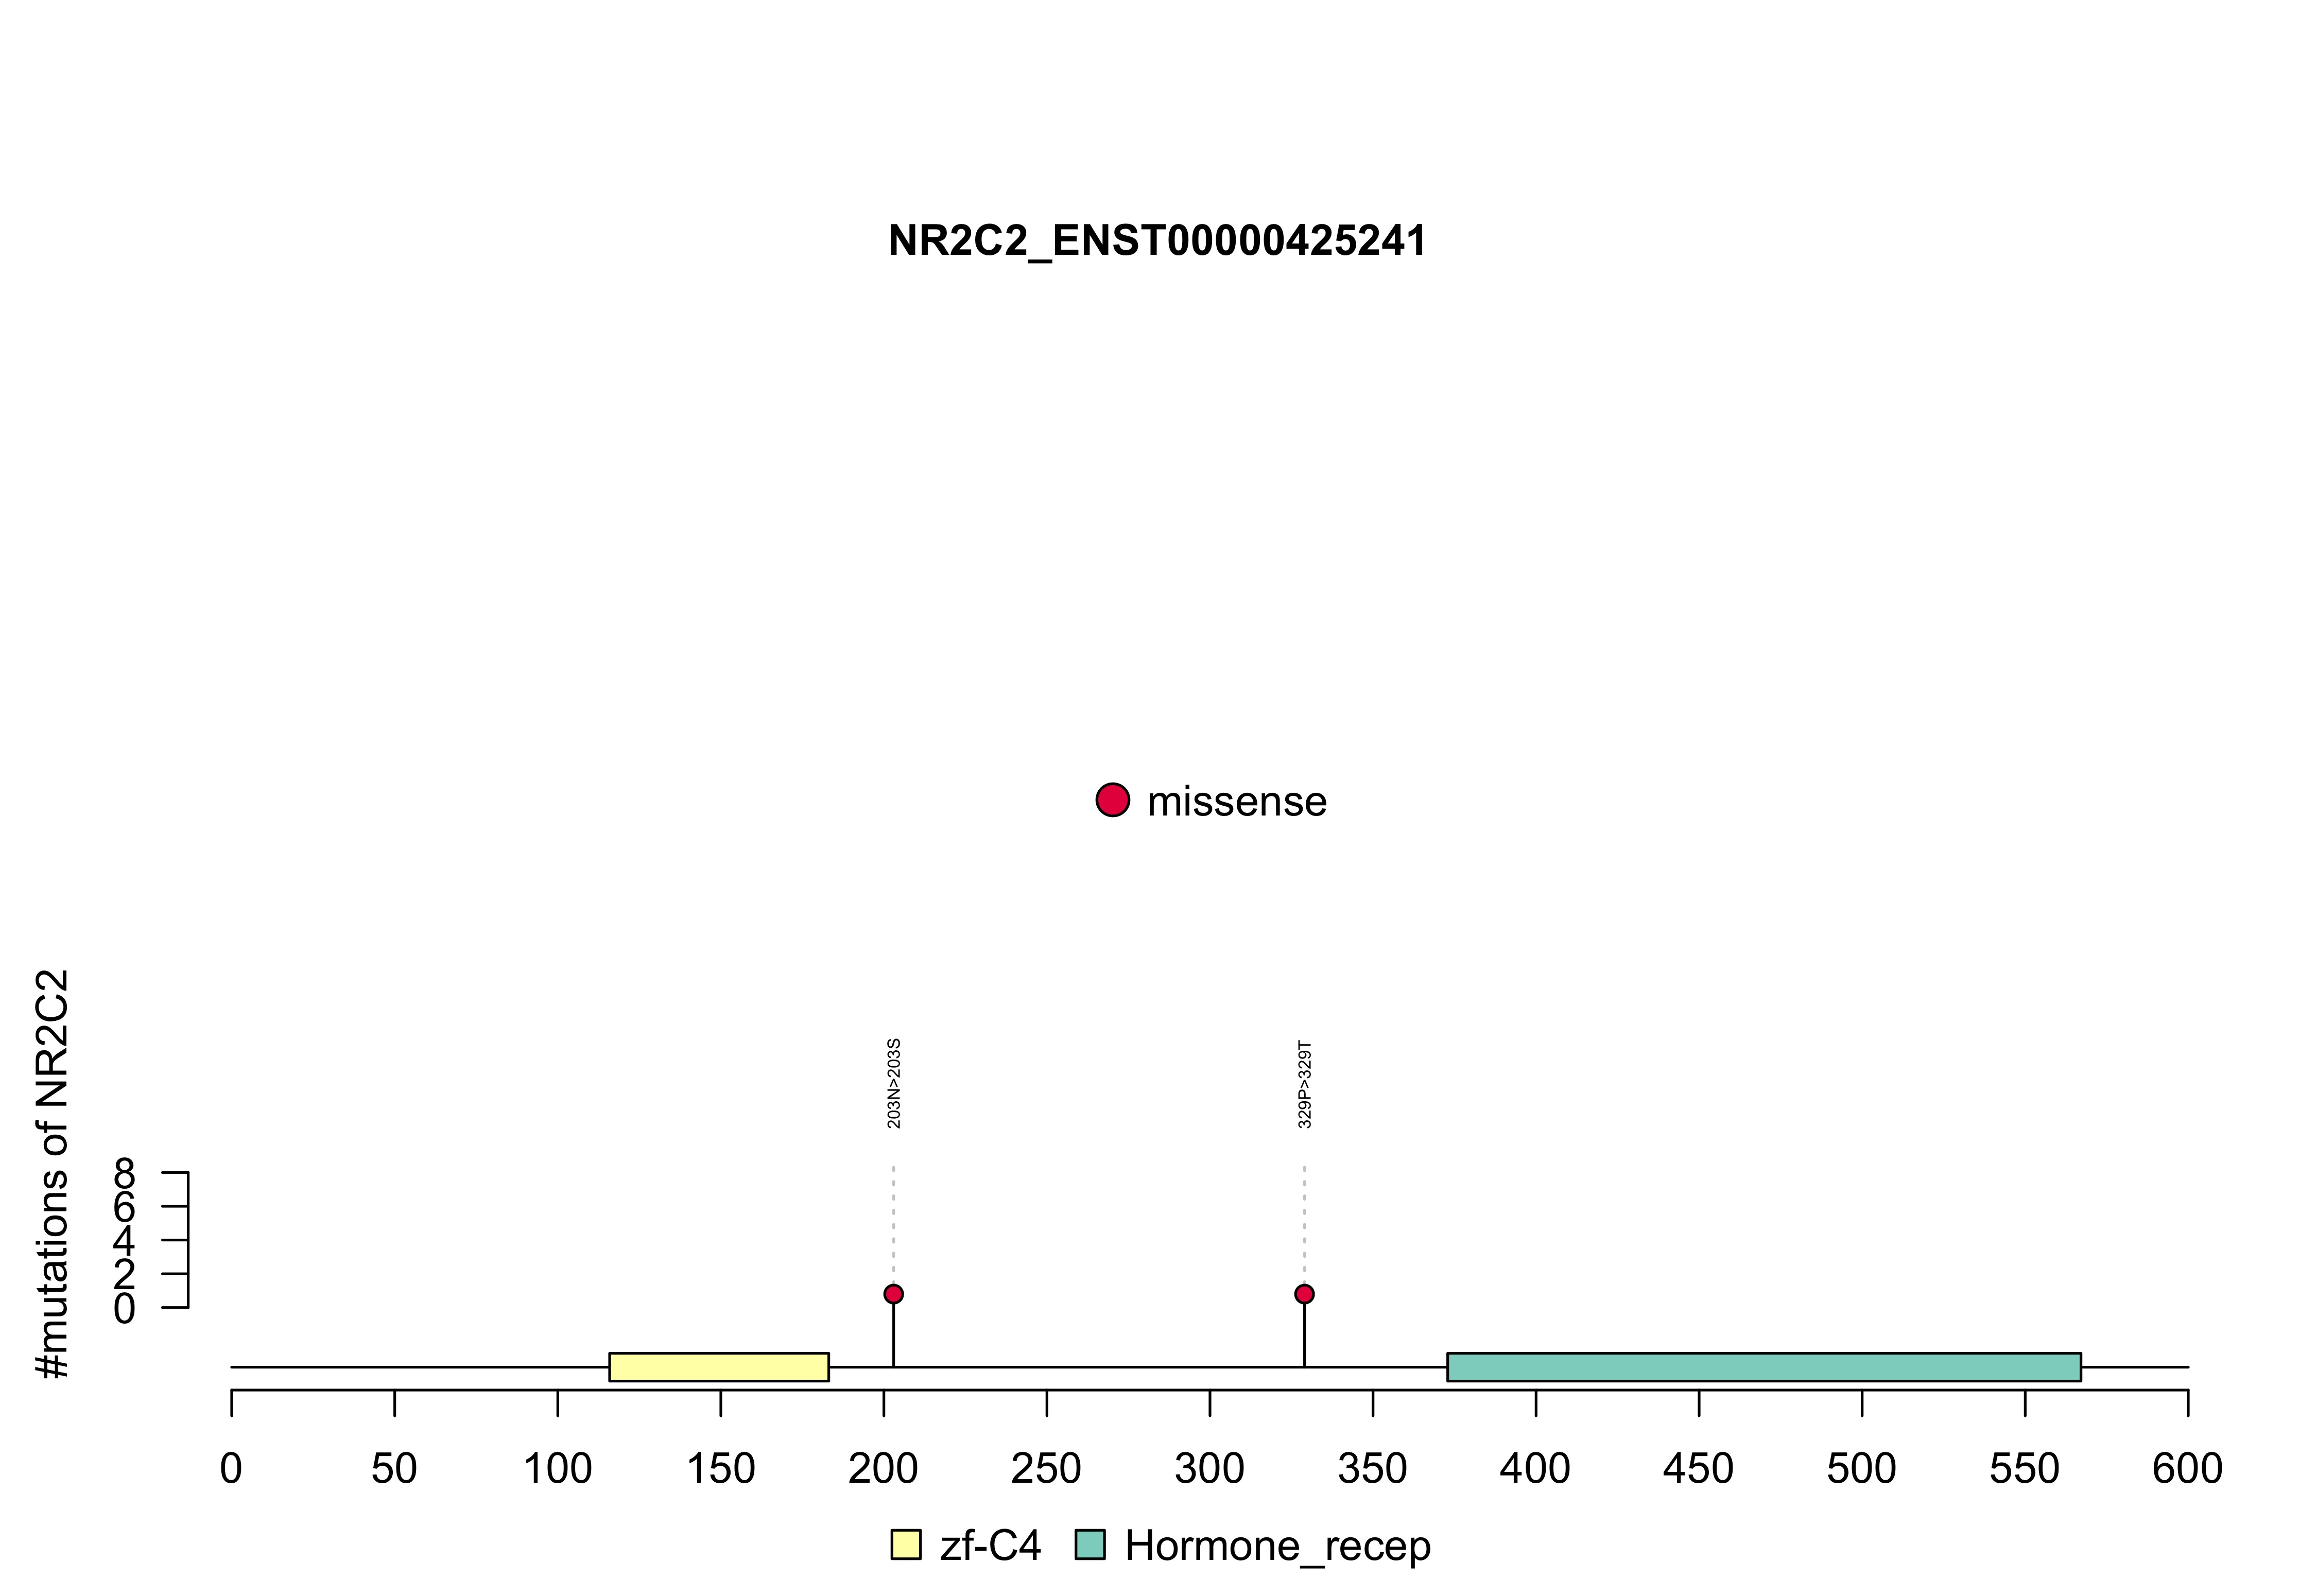 NR2C2_ENST00000425241
missense
#mutations of NR2C2
203N>203S
329P>329T
8
6
4
2
0
0 50 100 150 200 250 300 350 400 450 500 550 600
zf-C4 Hormone_recep